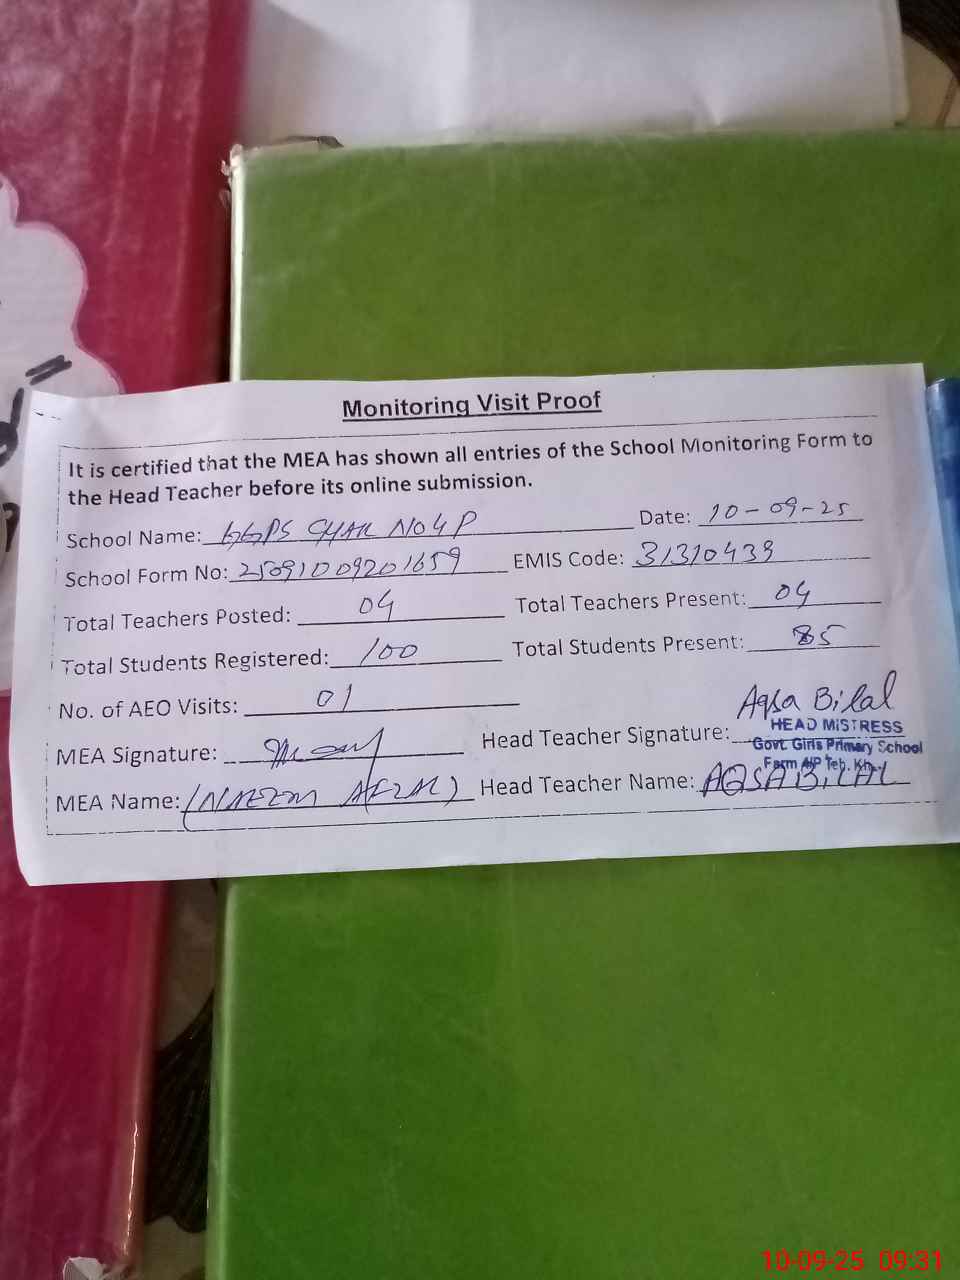 Monitoring Visit Proof
It is certified that the MEA has shown all entries of the School Monitoring Form to
the Head Teacher before its online submission.
School Name: GGPS CHAK NO 4 P Date: 10-09-25
School Form No: 25091009201659 EMIS Code: 31310439
Total Teachers Posted: 04 Total Teachers Present: 04
Total Students Registered: 100 Total Students Present: 85
No. of AEO Visits: 01
Aqsa Bilal
MEA Signature: Head Teacher Signature:
HEAD MISTRESS
Govt. Girls Primary School
Teh. Kh.
MEA Name: (NAEEM AFZAL) Head Teacher Name: AQSA BILAL
10-09-25 09:31